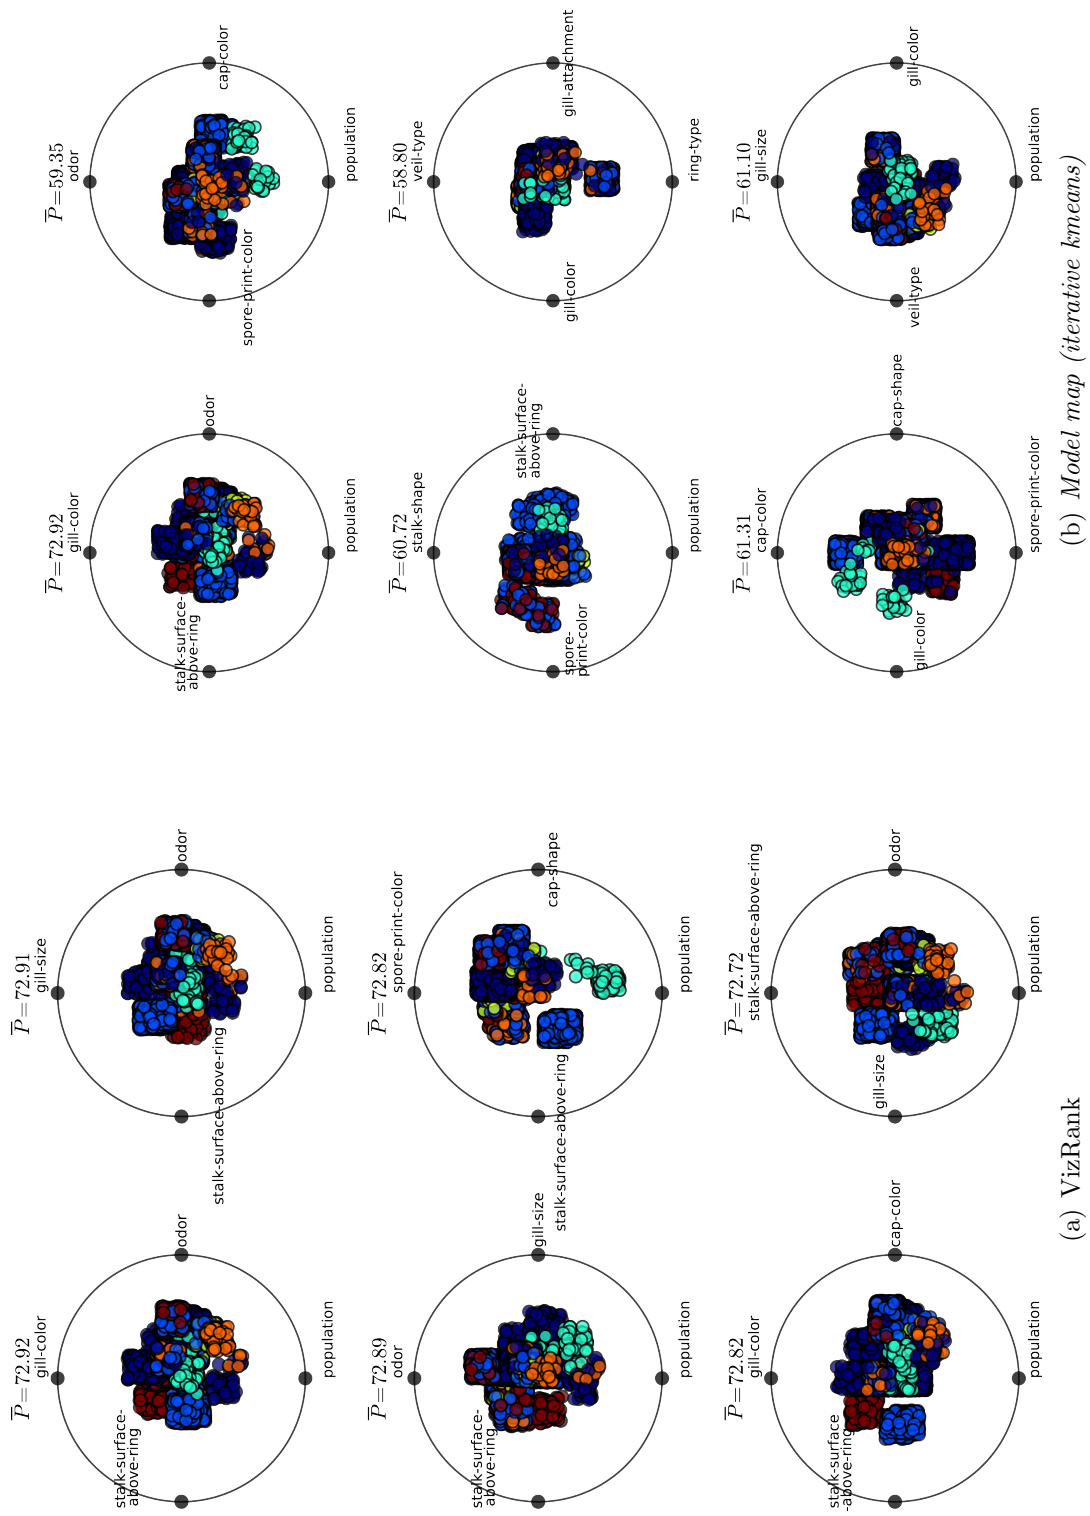 P̅=72.92
gill-color
stalk-surface-
above-ring
odor
population
P̅=72.91
gill-size
stalk-surface-above-ring
odor
population
P̅=72.89
odor
stalk-surface-
above-ring
gill-size
population
P̅=72.82
spore-print-color
stalk-surface-above-ring
cap-shape
population
P̅=72.82
gill-color
stalk-surface
-above-ring
cap-color
population
P̅=72.72
stalk-surface-above-ring
gill-size
odor
population
(a) VizRank
P̅=72.92
gill-color
stalk-surface-
above-ring
odor
population
P̅=59.35
odor
spore-print-color
cap-color
population
P̅=60.72
stalk-shape
spore-
print-color
stalk-surface-
above-ring
population
P̅=58.80
veil-type
gill-color
gill-attachment
ring-type
P̅=61.31
cap-color
gill-color
cap-shape
spore-print-color
P̅=61.10
gill-size
veil-type
gill-color
population
(b) Model map (iterative kmeans)